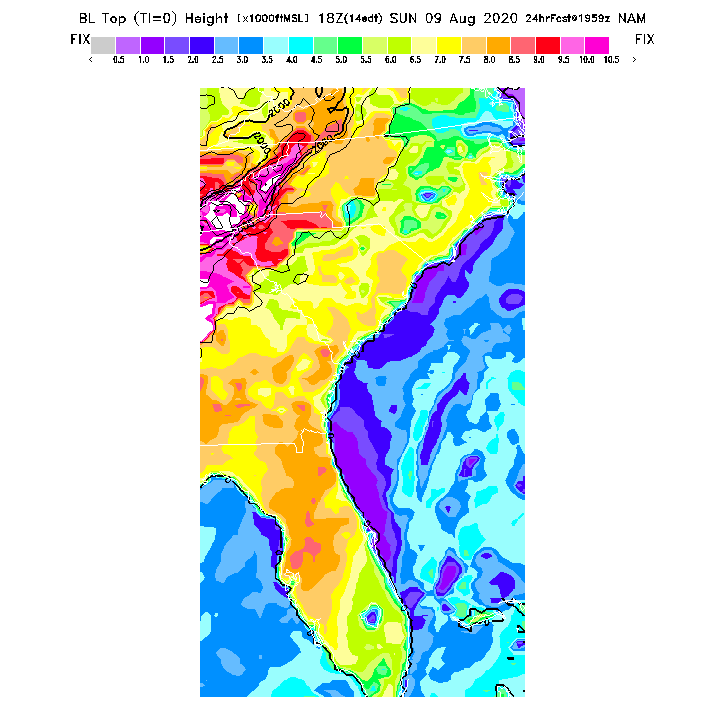 BL Top (TI=0) Height [x1000ftMSL] 18Z(14edt) SUN 09 Aug 2020 24hrFcst@1959z NAM
FIX FIX
< 0.5 1.0 1.5 2.0 2.5 3.0 3.5 4.0 4.5 5.0 5.5 6.0 6.5 7.0 7.5 8.0 8.5 9.0 9.5 10.0 10.5 >
2000
2000